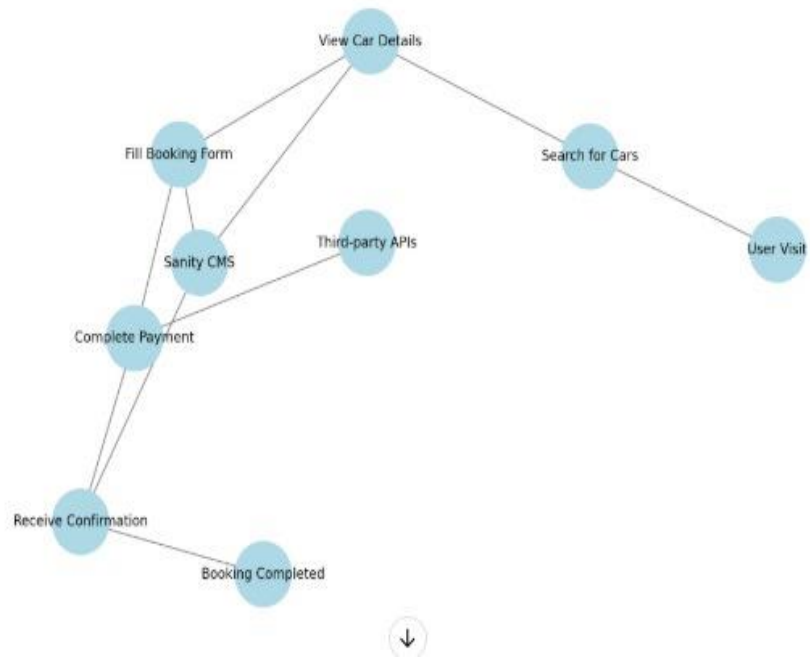 View Car Details
Fill Booking Form
Search for Cars
Third-party APIs
User Visit
Sanity CMS
Complete Payment
Receive Confirmation
Booking Completed